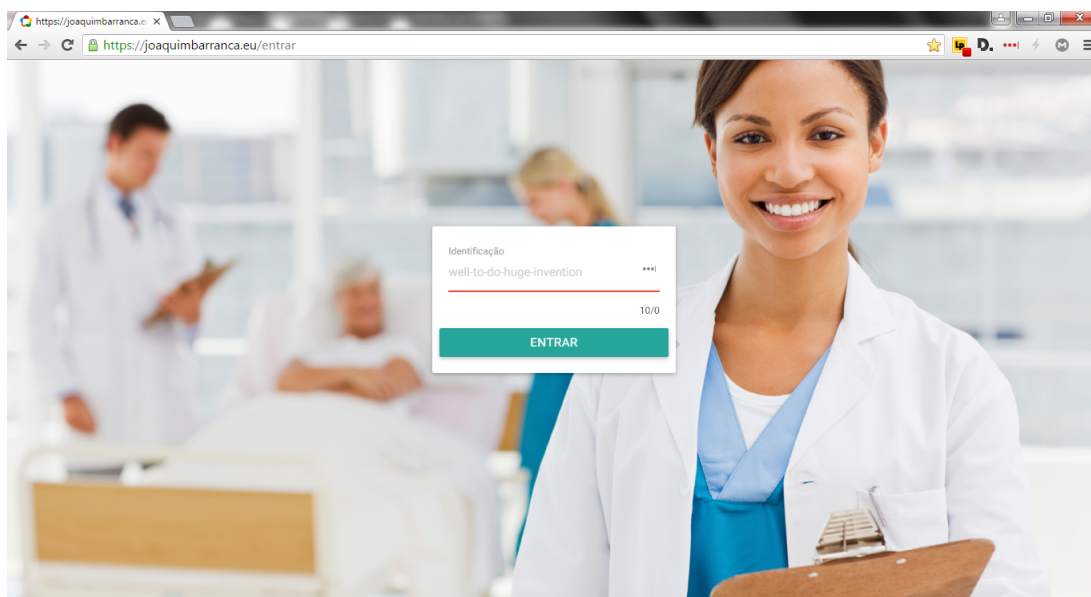 https://joaquimbarranca.e
https://joaquimbarranca.eu/entrar
Identificação
well-to-do-huge-invention
10/0
ENTRAR